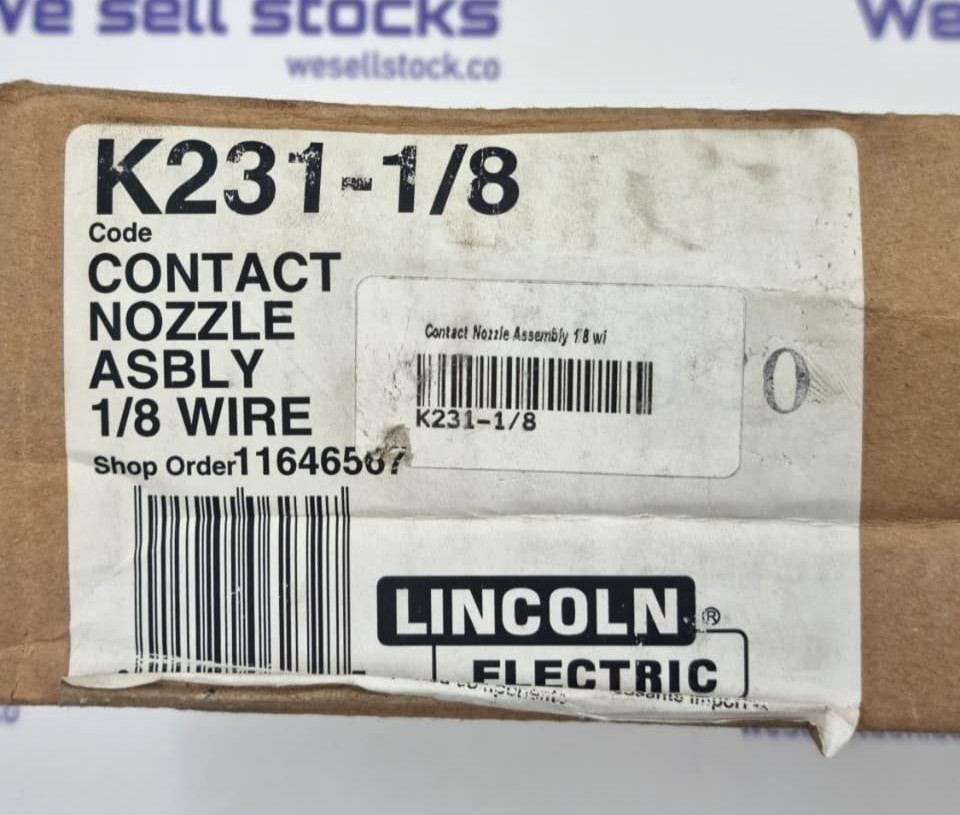 we sell stocks
We
wesellstock.co
K231-1/8
Code
CONTACT
NOZZLE
ASBLY
1/8 WIRE
Shop Order 11646567
Contact Nozzle Assembly 1/8 wi
K231-1/8
0
LINCOLN ®
ELECTRIC